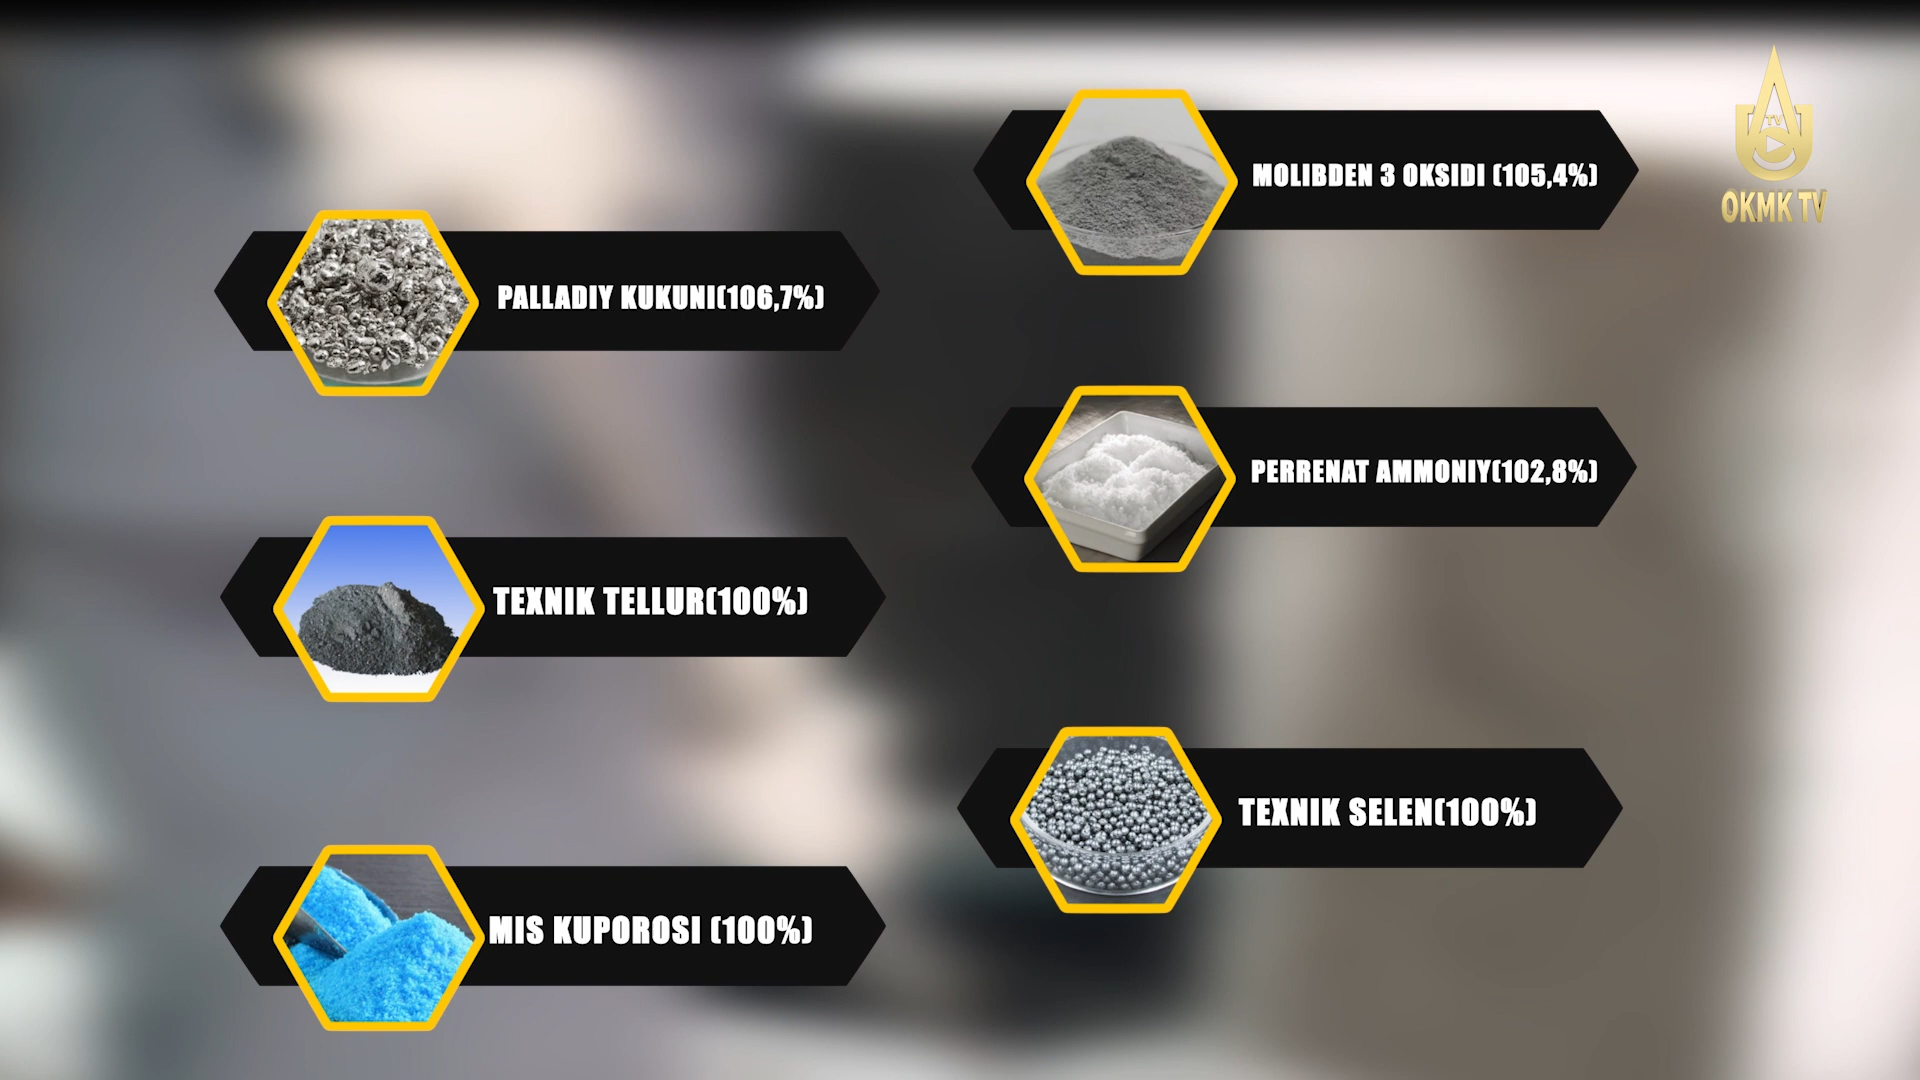 PALLADIY KUKUNI(106,7%)
TEXNIK TELLUR(100%)
MIS KUPOROSI (100%)
MOLIBDEN 3 OKSIDI (105,4%)
PERRENAT AMMONIY(102,8%)
TEXNIK SELEN(100%)
TV
OKMK TV